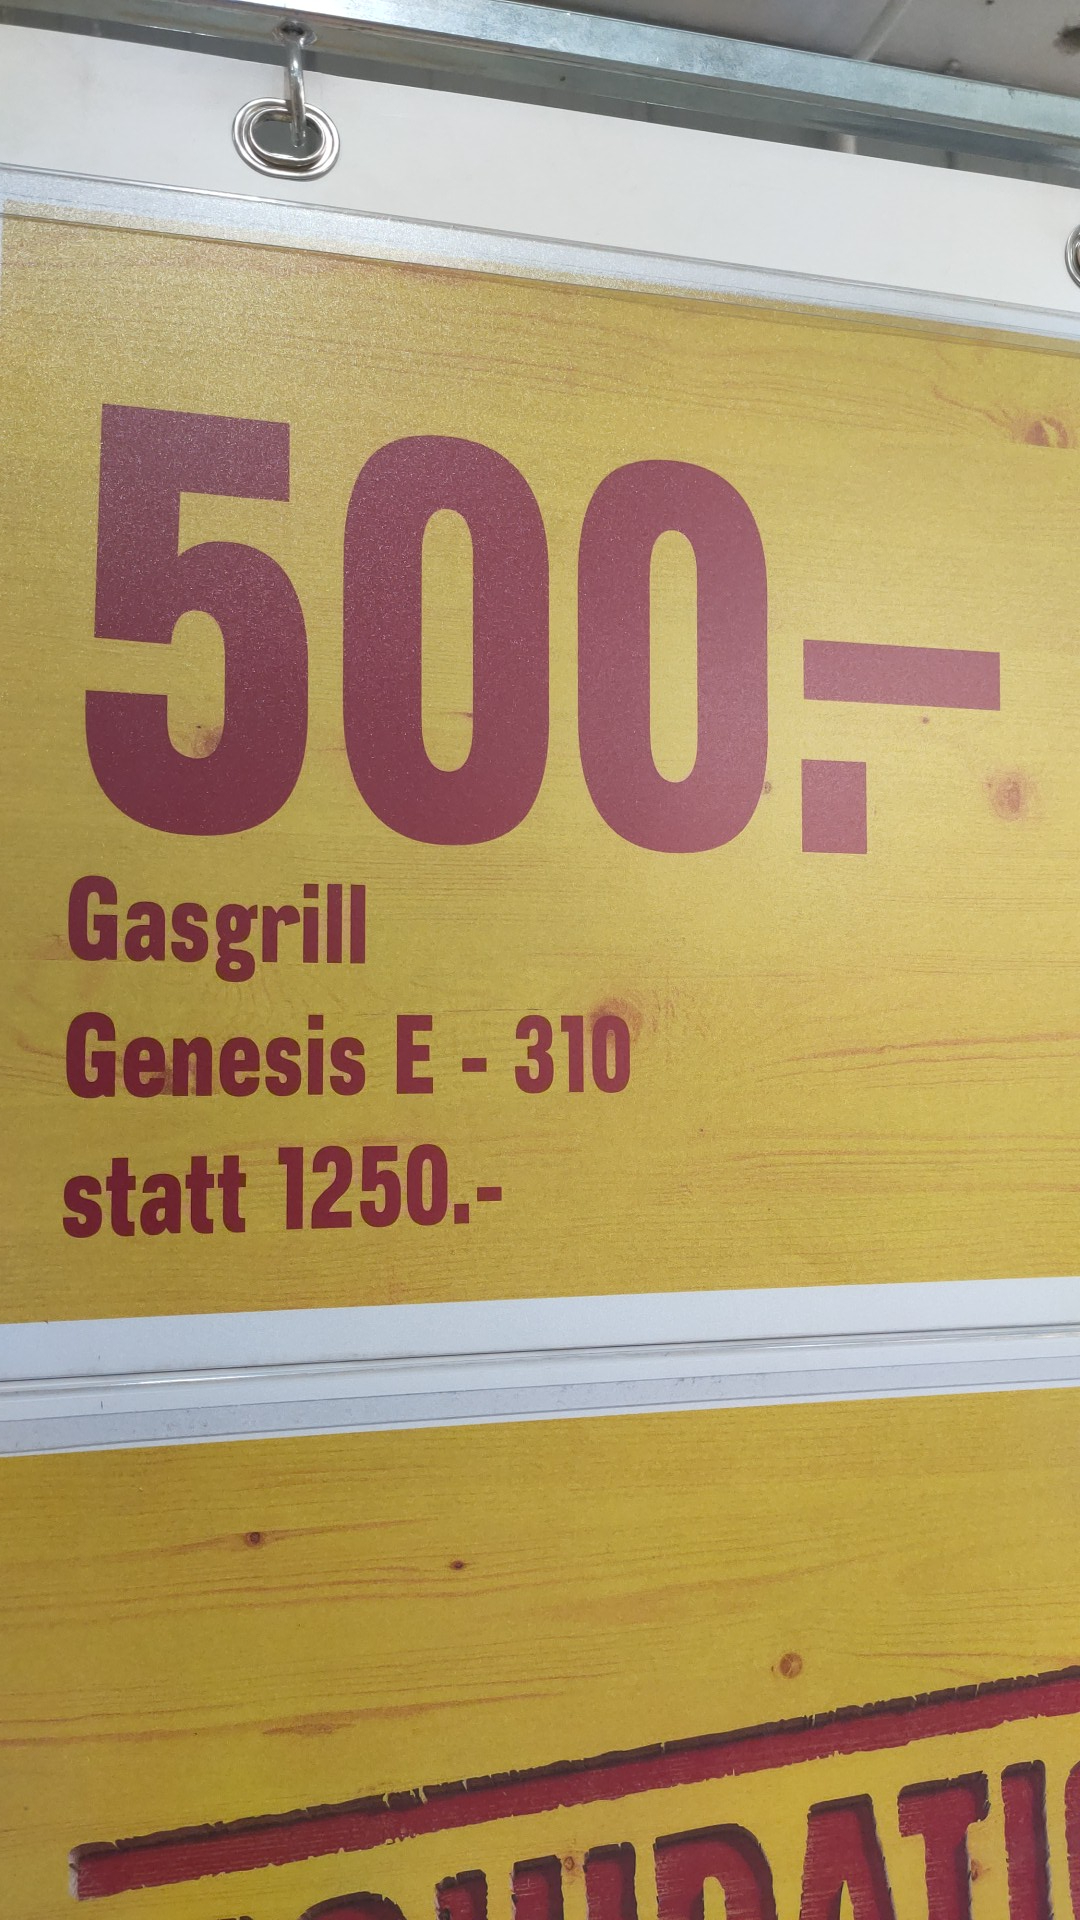 500.-
Gasgrill
Genesis E - 310
statt 1250.-